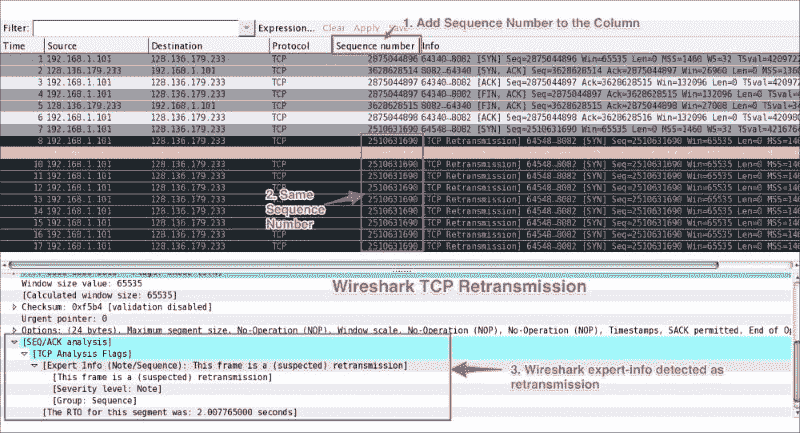 Filter: Expression... Clear Apply Save
1. Add Sequence Number to the Column
Time Source Destination Protocol Sequence number Info
1 192.168.1.101 128.136.179.233 TCP 2875044896 64340→8082 [SYN] Seq=2875044896 Win=65535 Len=0 MSS=1460 WS=32 TSval=420972
2 128.136.179.233 192.168.1.101 TCP 3628628514 8082→64340 [SYN, ACK] Seq=3628628514 Ack=2875044897 Win=26960 Len=0 MSS=13
3 192.168.1.101 128.136.179.233 TCP 2875044897 64340→8082 [ACK] Seq=2875044897 Ack=3628628515 Win=132096 Len=0 TSval=4209
4 192.168.1.101 128.136.179.233 TCP 2875044897 64340→8082 [FIN, ACK] Seq=2875044897 Ack=3628628515 Win=132096 Len=0
5 128.136.179.233 192.168.1.101 TCP 3628628515 8082→64340 [FIN, ACK] Seq=3628628515 Ack=2875044898 Win=27008 Len=0
6 192.168.1.101 128.136.179.233 TCP 2875044898 64340→8082 [ACK] Seq=2875044898 Ack=3628628516 Win=132096 Len=0 TSval=42098
7 192.168.1.101 128.136.179.233 TCP 2510631690 64548→8082 [SYN] Seq=2510631690 Win=65535 Len=0 MSS=1460 WS=32 TSval=421676
8 192.168.1.101 128.136.179.233 TCP 2510631690 [TCP Retransmission] 64548→8082 [SYN] Seq=2510631690 Win=65535 Len=0 MSS=146
10 192.168.1.101 128.136.179.233 TCP 2510631690 [TCP Retransmission] 64548→8082 [SYN] Seq=2510631690 Win=65535 Len=0 MSS=146
11 192.168.1.101 128.136.179.233 TCP 2510631690 [TCP Retransmission] 64548→8082 [SYN] Seq=2510631690 Win=65535 Len=0 MSS=146
12 192.168.1.101 128.136.179.233 TCP 2510631690 [TCP Retransmission] 64548→8082 [SYN] Seq=2510631690 Win=65535 Len=0 MSS=146
13 192.168.1.101 128.136.179.233 TCP 2510631690 [TCP Retransmission] 64548→8082 [SYN] Seq=2510631690 Win=65535 Len=0 MSS=146
14 192.168.1.101 128.136.179.233 TCP 2510631690 [TCP Retransmission] 64548→8082 [SYN] Seq=2510631690 Win=65535 Len=0 MSS=146
15 192.168.1.101 128.136.179.233 TCP 2510631690 [TCP Retransmission] 64548→8082 [SYN] Seq=2510631690 Win=65535 Len=0 MSS=146
16 192.168.1.101 128.136.179.233 TCP 2510631690 [TCP Retransmission] 64548→8082 [SYN] Seq=2510631690 Win=65535 Len=0 MSS=146
17 192.168.1.101 128.136.179.233 TCP 2510631690 [TCP Retransmission] 64548→8082 [SYN] Seq=2510631690 Win=65535 Len=0 MSS=146
2. Same
Sequence
Number
Window size value: 65535
[Calculated window size: 65535]
Wireshark TCP Retransmission
Checksum: 0xf5b4 [validation disabled]
Urgent pointer: 0
Options: (24 bytes), Maximum segment size, No-Operation (NOP), Window scale, No-Operation (NOP), No-Operation (NOP), Timestamps, SACK permitted, End of Op
[SEQ/ACK analysis]
[TCP Analysis Flags]
[Expert Info (Note/Sequence): This frame is a (suspected) retransmission]
[This frame is a (suspected) retransmission]
[Severity level: Note]
[Group: Sequence]
[The RTO for this segment was: 2.007765000 seconds]
3. Wireshark expert-info detected as
retransmission